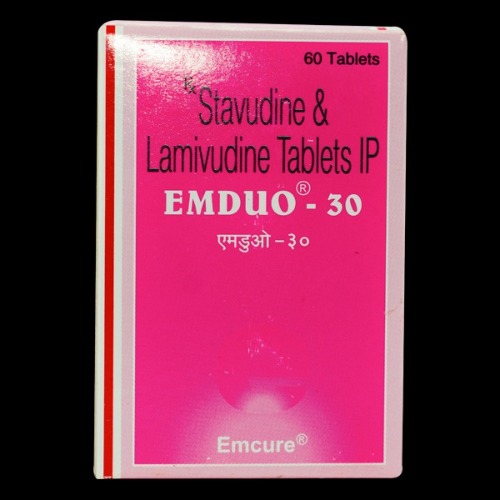 60 Tablets
℞ Stavudine &
Lamivudine Tablets IP
EMDUO® - 30
एमडुओ - ३०
Emcure®